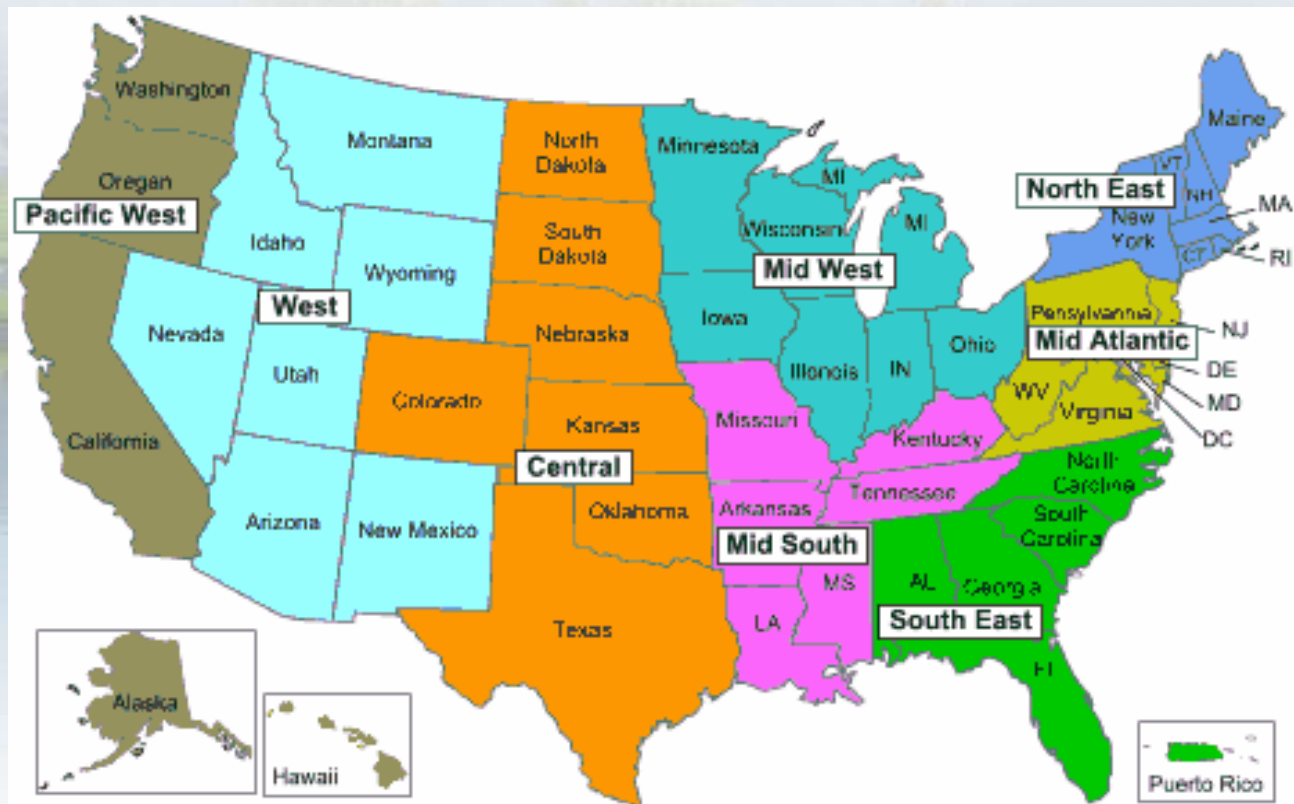 Washington
Montana
North
Dakota
Minnesota
Maine
Oregan
Pacific West
MI
VT
North East
NH
MA
Idaho
South
Dakota
Wisconsin
MI
New
York
CT
RI
Wyoming
Mid West
West
Nevada
Nebraska
Iowa
Pensylvannia
NJ
Mid Atlantic
Utah
Illonois
IN
Ohio
DE
Colorado
WV
MD
California
Kansas
Missouri
Virginia
Kentucky
DC
Central
North
Carolina
Tennessee
Arizona
New Mexico
Oklahoma
Arkansas
South
Carolina
Mid South
MS
AL
Georgia
LA
South East
Texas
FL
Alaska
Hawaii
Puerto Rico